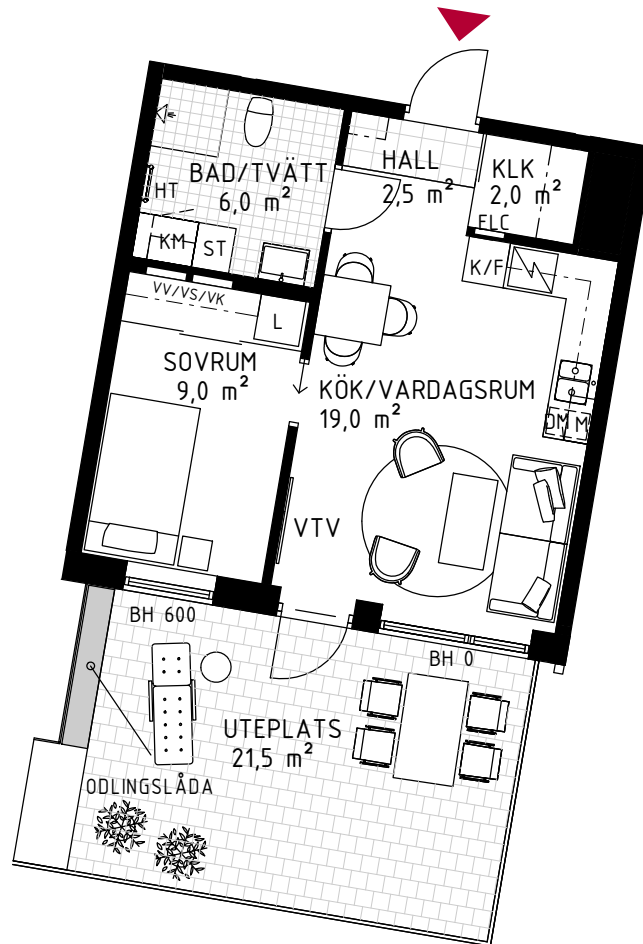 BAD/TVÄTT
6,0 m²
HALL
2,5 m²
KLK
2,0 m²
HT
KM
ST
ELC
K/F
VV/VS/VK
L
SOVRUM
9,0 m²
KÖK/VARDAGSRUM
19,0 m²
DM
M
VTV
BH 600
BH 0
UTEPLATS
21,5 m²
ODLINGSLÅDA